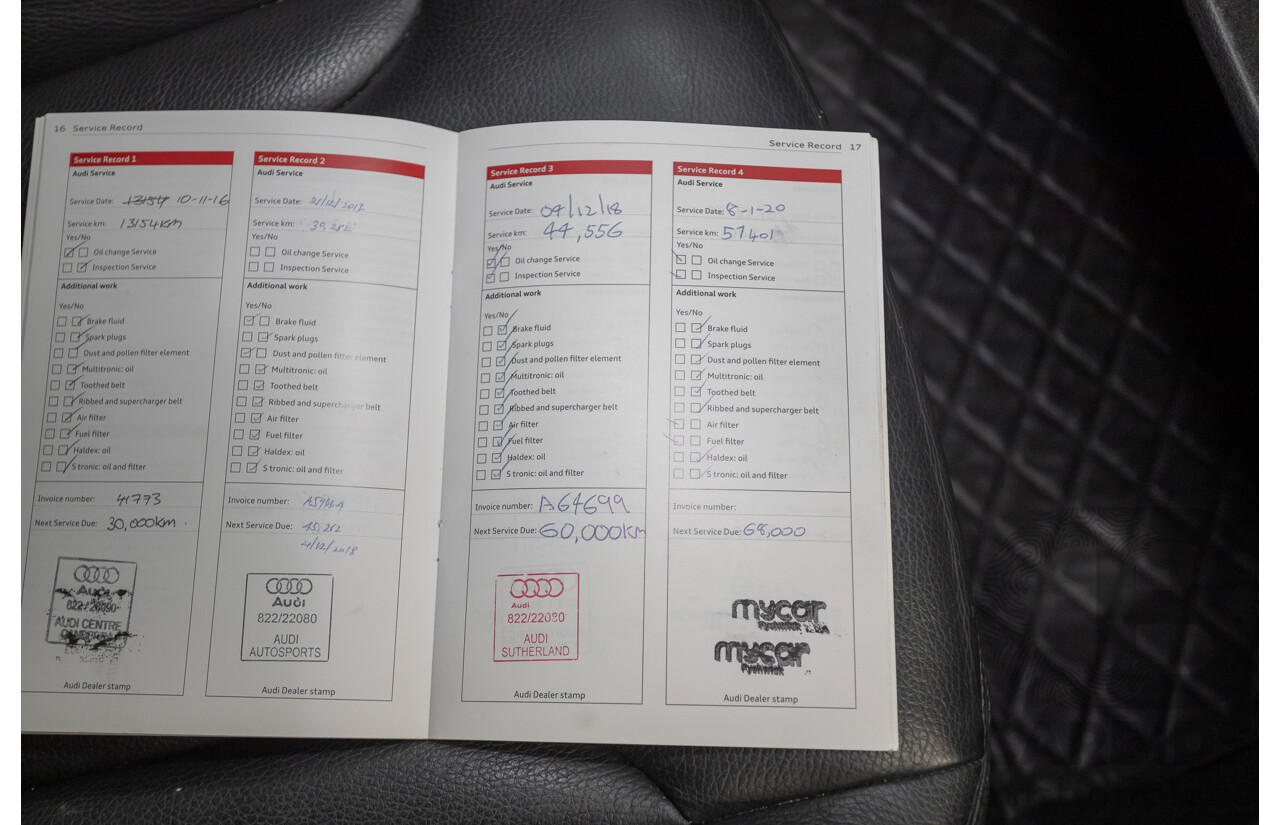 16 Service Record
Service Record 1
Audi Service
Service Date: 13154 10-11-16
Service km: 13154km
Yes/No
Oil change Service
Inspection Service
Additional work
Yes/No
Brake fluid
Spark plugs
Dust and pollen filter element
Multitronic: oil
Toothed belt
Ribbed and supercharger belt
Air filter
Fuel filter
Haldex: oil
S tronic: oil and filter
Invoice number: 41773
Next Service Due: 30,000km.
Audi
822/
AUDI CENTRE
Audi Dealer stamp
Service Record 2
Audi Service
Service Date:
Service km: 39,212
Yes/No
Oil change Service
Inspection Service
Additional work
Yes/No
Brake fluid
Spark plugs
Dust and pollen filter element
Multitronic: oil
Toothed belt
Ribbed and supercharger belt
Air filter
Fuel filter
Haldex: oil
S tronic: oil and filter
Invoice number:
Next Service Due: 45,212
4/12/2018
Audi
822/22080
AUDI
AUTOSPORTS
Audi Dealer stamp
Service Record 17
Service Record 3
Audi Service
Service Date: 04/12/18
Service km: 44,556
Yes/No
Oil change Service
Inspection Service
Additional work
Yes/No
Brake fluid
Spark plugs
Dust and pollen filter element
Multitronic: oil
Toothed belt
Ribbed and supercharger belt
Air filter
Fuel filter
Haldex: oil
S tronic: oil and filter
Invoice number: A64699
Next Service Due: 60,000km
Audi
822/22080
AUDI
SUTHERLAND
Audi Dealer stamp
Service Record 4
Audi Service
Service Date: 8-1-20
Service km: 57401
Yes/No
Oil change Service
Inspection Service
Additional work
Yes/No
Brake fluid
Spark plugs
Dust and pollen filter element
Multitronic: oil
Toothed belt
Ribbed and supercharger belt
Air filter
Fuel filter
Haldex: oil
S tronic: oil and filter
Invoice number:
Next Service Due: 68,000
mycar
mycar
Audi Dealer stamp